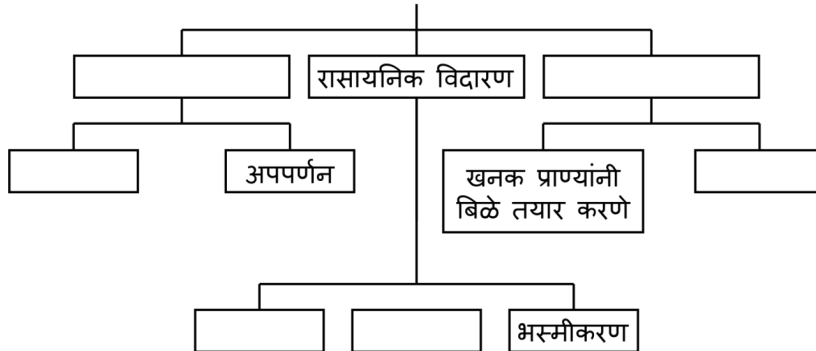 रासायनिक विदारण
अपपर्णन
खनक प्राण्यांनी
बिळे तयार करणे
भस्मीकरण